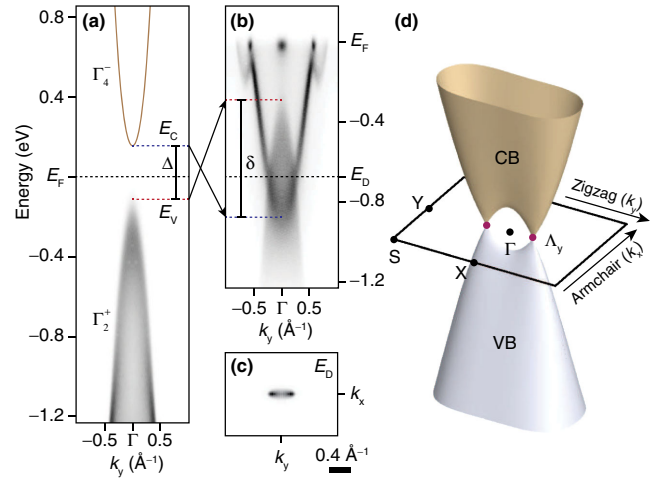 (a)
0.8
0.4
E_F
−0.4
−0.8
−1.2
Energy (eV)
Γ₄⁻
E_C
Δ
E_V
Γ₂⁺
−0.5 Γ 0.5
k_y (Å⁻¹)
(b)
E_F
−0.4
E_D
−0.8
−1.2
δ
−0.5 Γ 0.5
k_y (Å⁻¹)
(c)
E_D
k_x
k_y
0.4 Å⁻¹
(d)
CB
Zigzag (k_y)
Y
Γ
Λ_y
S
X
Armchair (k_x)
VB